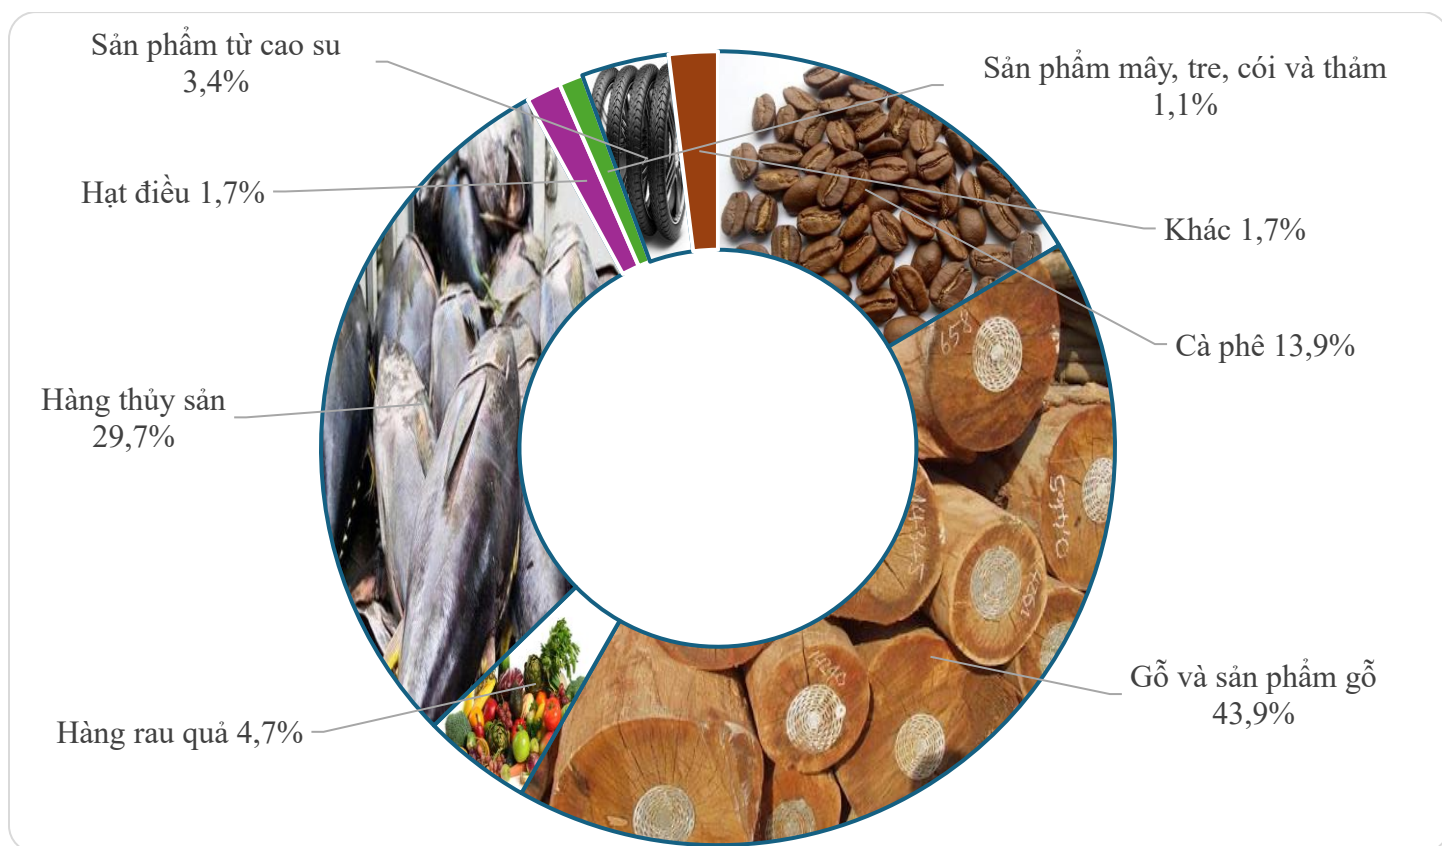 Sản phẩm từ cao su
3,4%
Sản phẩm mây, tre, cói và thảm
1,1%
Hạt điều 1,7%
Khác 1,7%
Cà phê 13,9%
Hàng thủy sản
29,7%
Gỗ và sản phẩm gỗ
43,9%
Hàng rau quả 4,7%
658